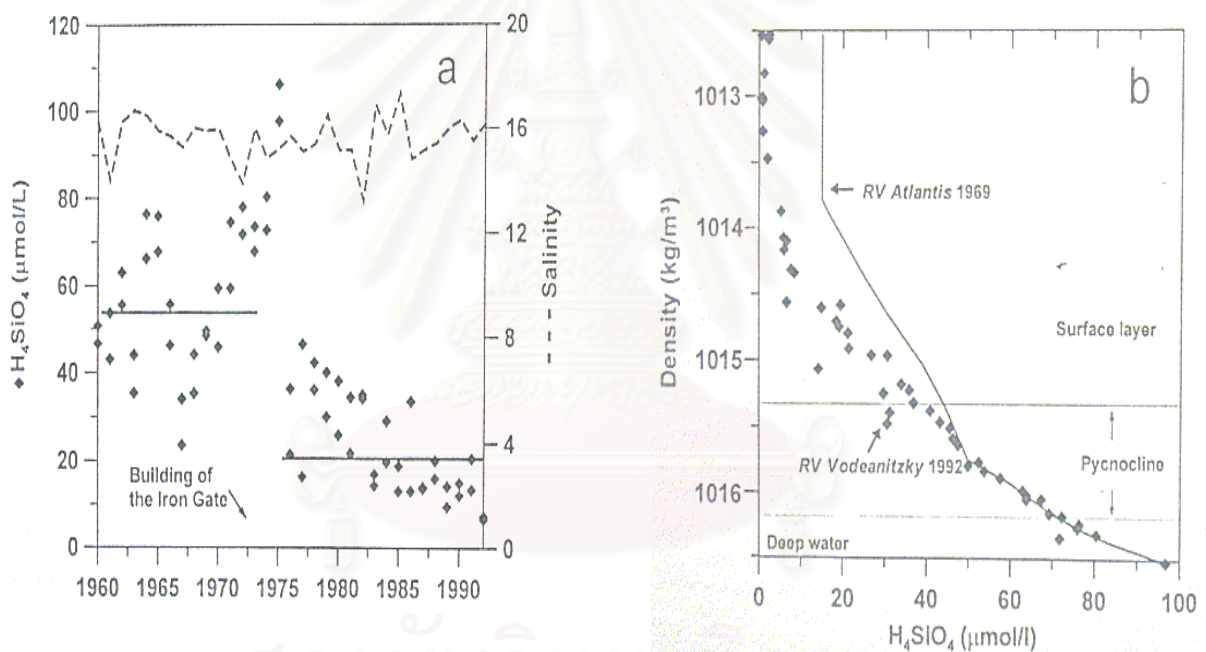 a
120
100
80
60
40
20
0
◆ H₄SiO₄ (µmol/L)
20
16
12
8
4
0
--- Salinity
Building of
the Iron Gate
1960 1965 1970 1975 1980 1985 1990
b
1013
1014
1015
1016
Density (kg/m³)
RV Atlantis 1969
Surface layer
RV Vodeanitzky 1992
Pycnocline
Deep water
0 20 40 60 80 100
H₄SiO₄ (µmol/l)